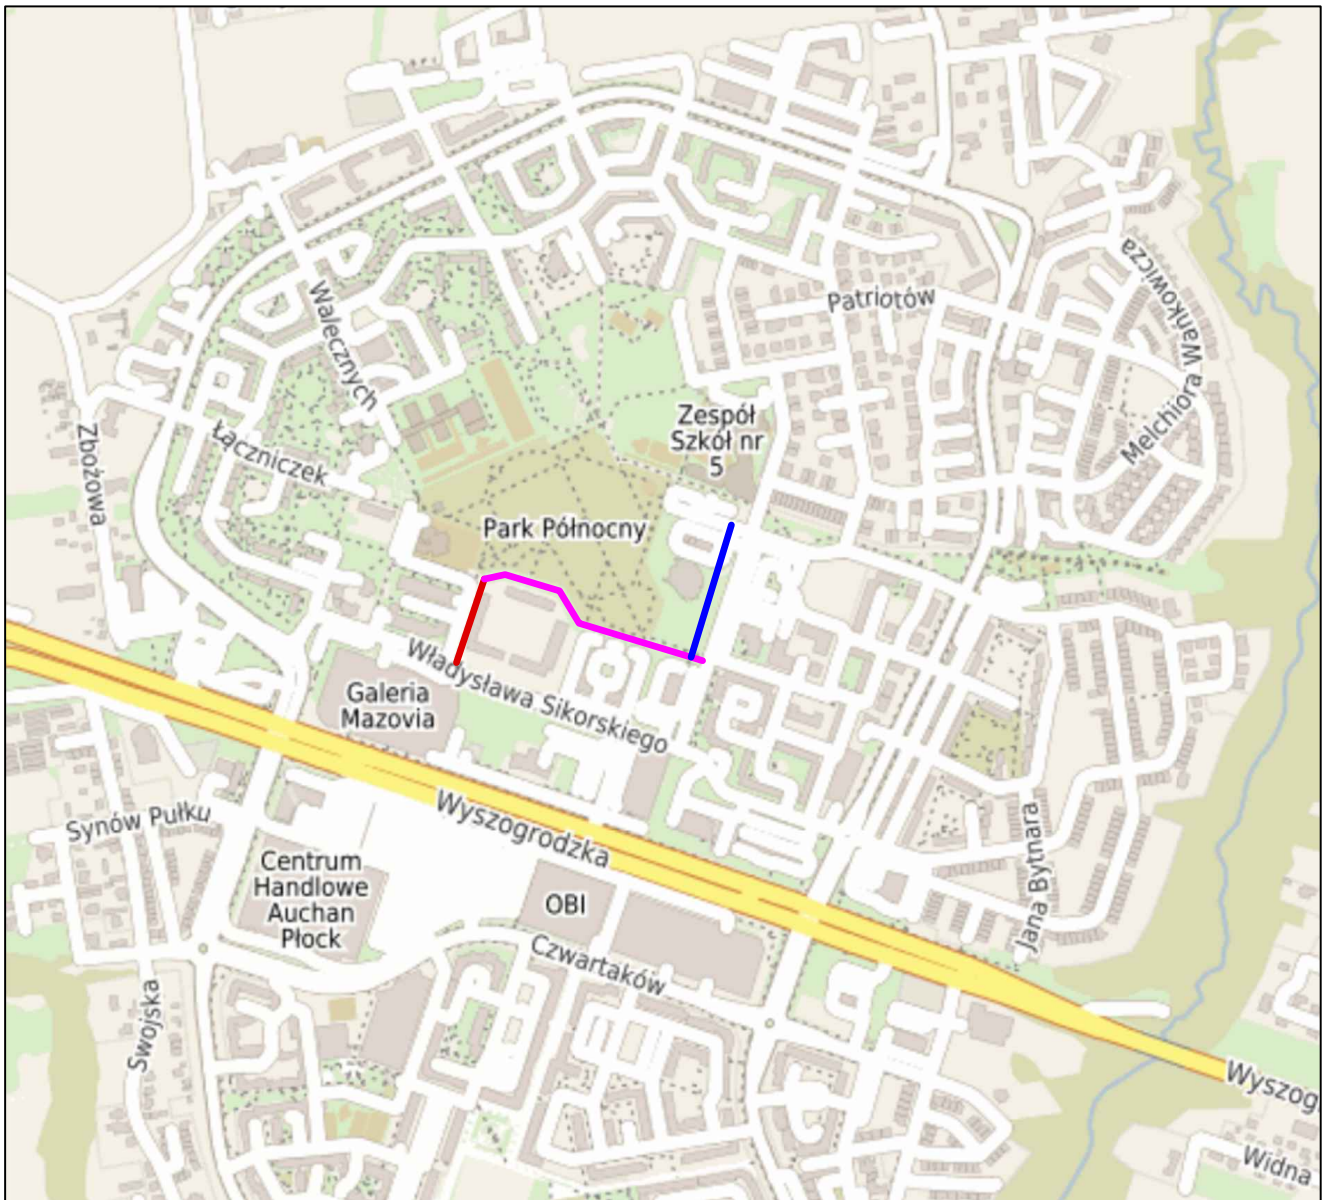 Patriotów
Melchiora Wańkowicza
Walecznych
Zespół
Szkół nr
5
Łączniczek
Zbożowa
Park Północny
Władysława Sikorskiego
Galeria
Mazovia
Wyszogrodzka
Synów Pułku
Centrum
Handlowe
Auchan
Płock
OBI
Jana Bytnara
Czwartaków
Swojska
Wyszog
Widna